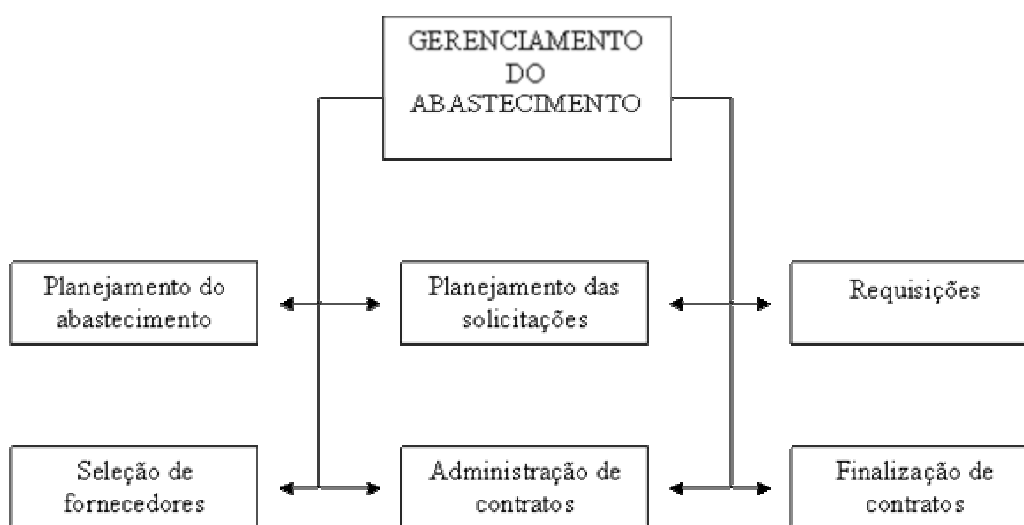 GERENCIAMENTO
DO
ABASTECIMENTO
Planejamento do
abastecimento
Planejamento das
solicitações
Requisições
Seleção de
fornecedores
Administração de
contratos
Finalização de
contratos